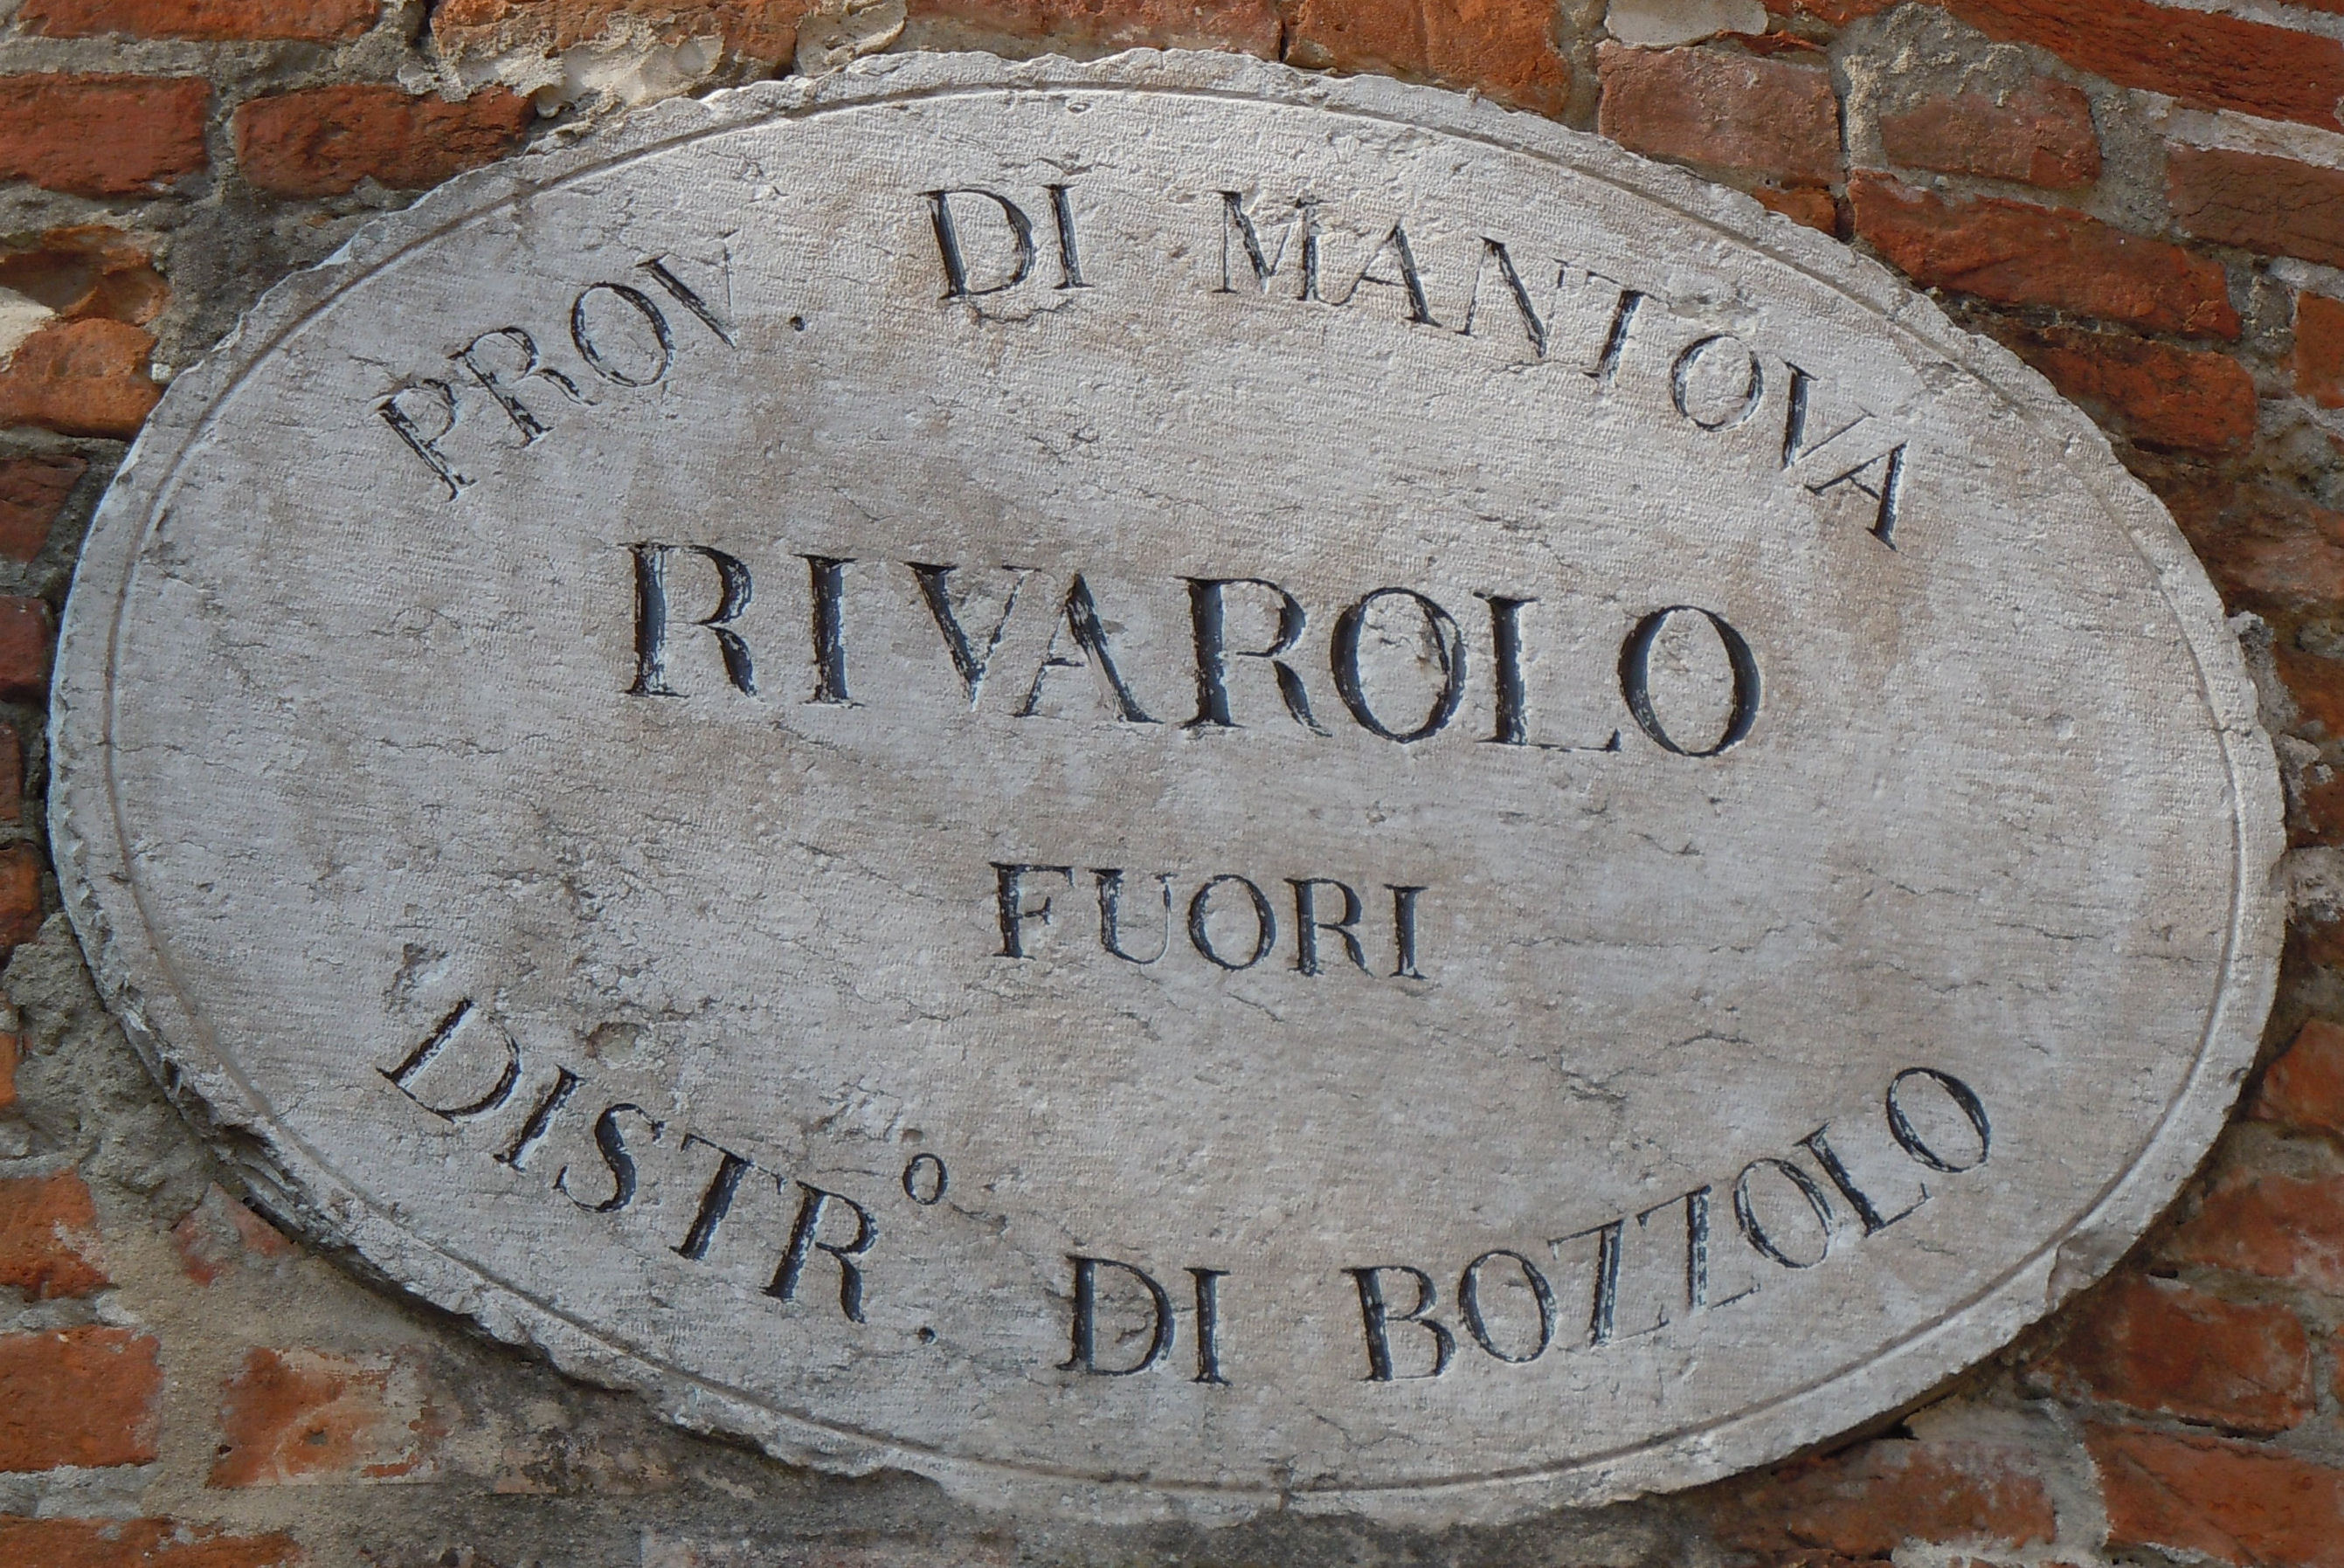 PROV. DI MANTOVA
RIVAROLO
FUORI
DISTR.º DI BOZZOLO